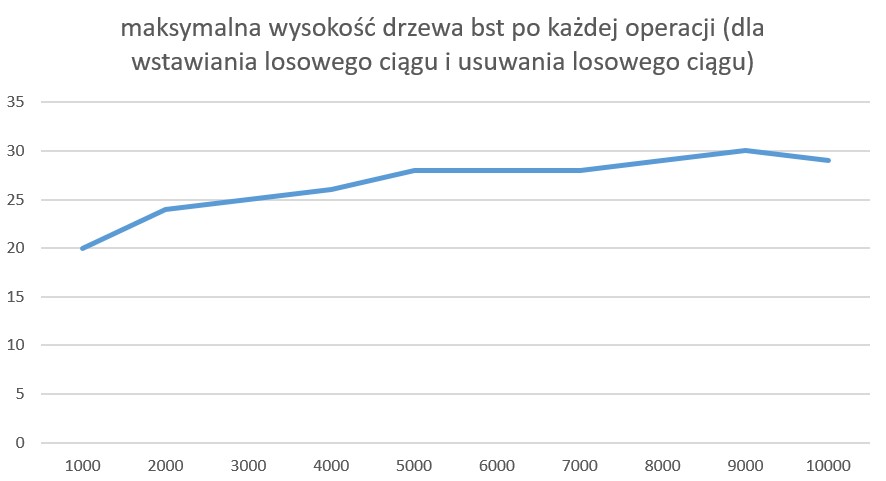 maksymalna wysokość drzewa bst po każdej operacji (dla
wstawiania losowego ciągu i usuwania losowego ciągu)
35
30
25
20
15
10
5
0
1000 2000 3000 4000 5000 6000 7000 8000 9000 10000